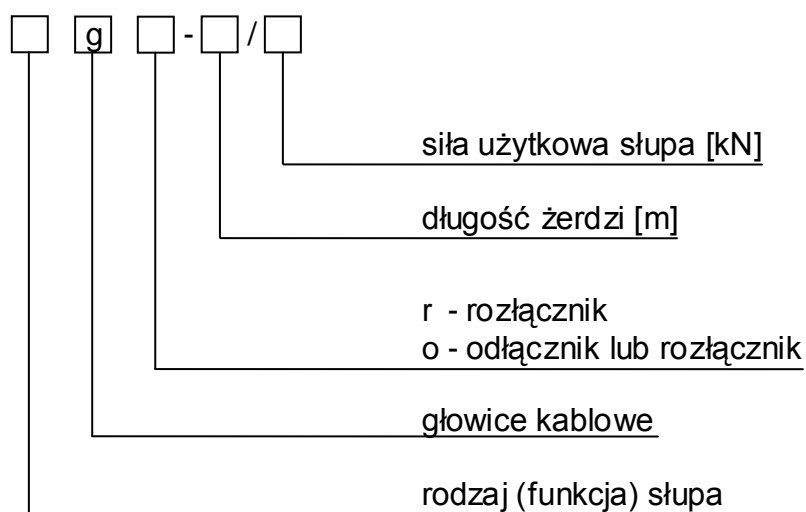 g - /
siła użytkowa słupa [kN]
długość żerdzi [m]
r - rozłącznik
o - odłącznik lub rozłącznik
głowice kablowe
rodzaj (funkcja) słupa